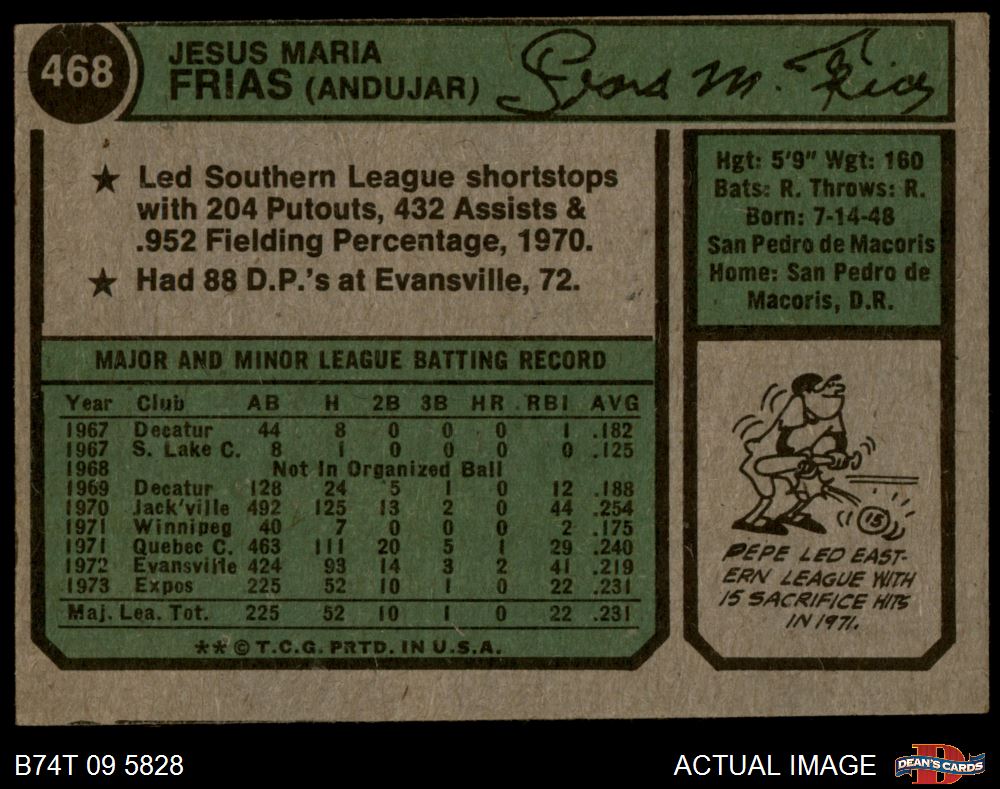 468
JESUS MARIA
FRIAS (ANDUJAR)
Jesus M. Frias
★ Led Southern League shortstops
with 204 Putouts, 432 Assists &
.952 Fielding Percentage, 1970.
★ Had 88 D.P.'s at Evansville, 72.
Hgt: 5'9" Wgt: 160
Bats: R. Throws: R.
Born: 7-14-48
San Pedro de Macoris
Home: San Pedro de
Macoris, D.R.
MAJOR AND MINOR LEAGUE BATTING RECORD
Year Club AB H 2B 3B HR RBI AVG
1967 Decatur 44 8 0 0 0 1 .182
1967 S. Lake C. 8 1 0 0 0 0 .125
1968 Not In Organized Ball
1969 Decatur 128 24 5 1 0 12 .188
1970 Jack'ville 492 125 13 2 0 44 .254
1971 Winnipeg 40 7 0 0 0 2 .175
1971 Quebec C. 463 111 20 5 1 29 .240
1972 Evansville 424 93 14 3 2 41 .219
1973 Expos 225 52 10 1 0 22 .231
Maj. Lea. Tot. 225 52 10 1 0 22 .231
**© T.C.G. PRTD. IN U.S.A.
15
PEPE LED EAST-
ERN LEAGUE WITH
15 SACRIFICE HITS
IN 1971.
B74T 09 5828
ACTUAL IMAGE
DEAN'S CARDS